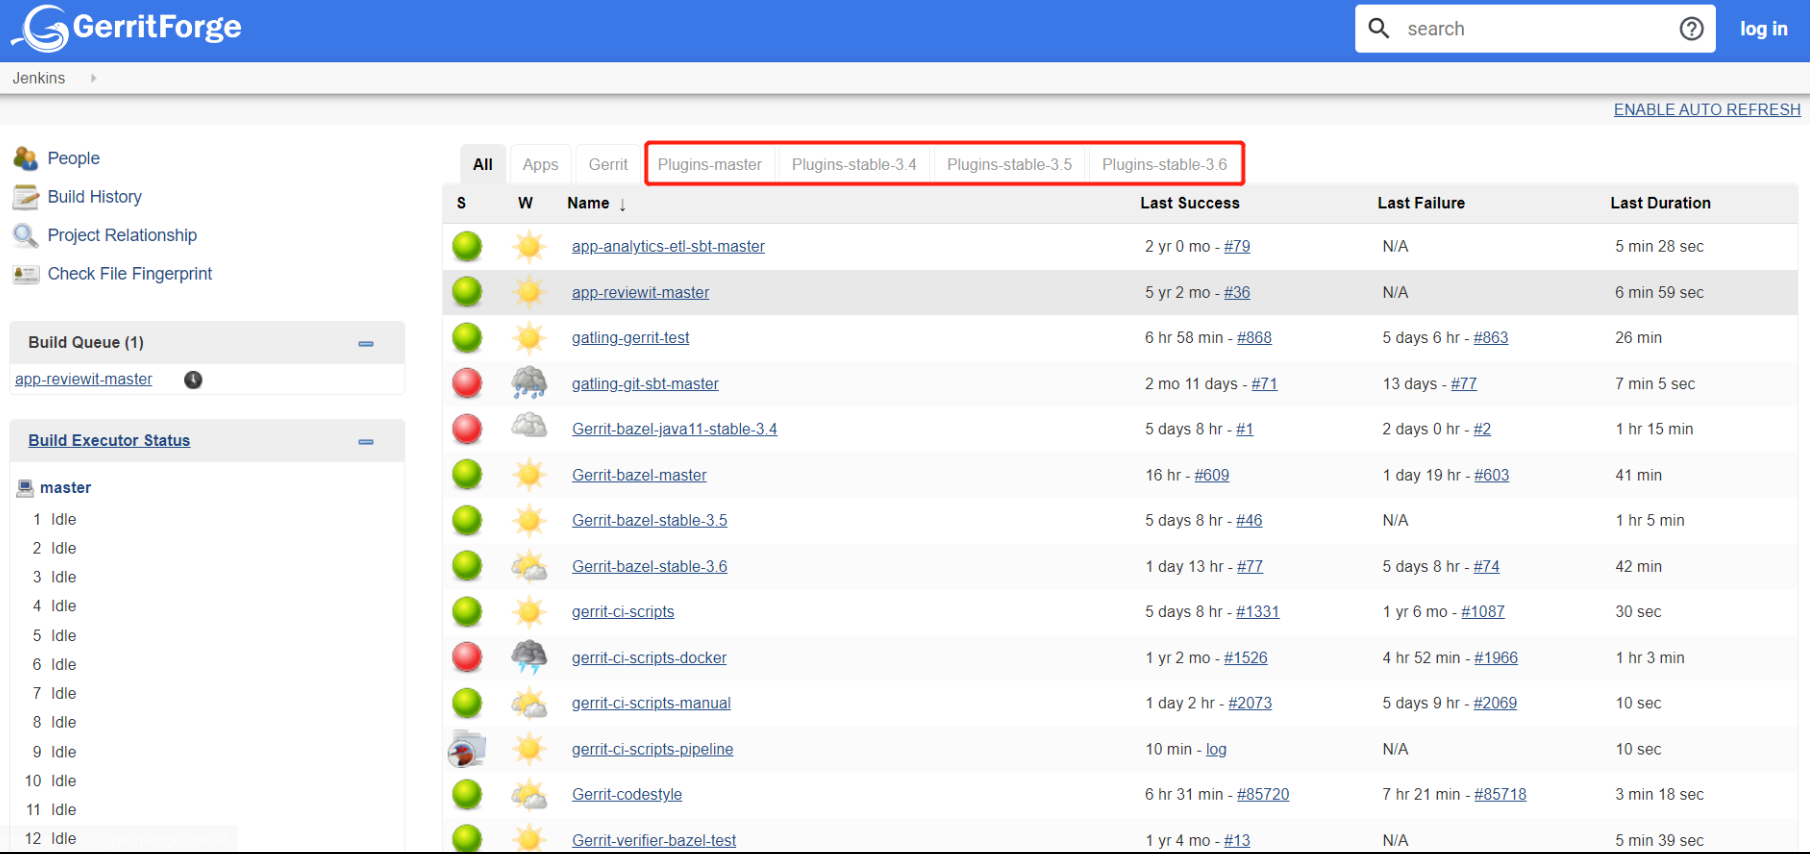 GerritForge
search
log in
Jenkins
ENABLE AUTO REFRESH
People
Build History
Project Relationship
Check File Fingerprint
Build Queue (1)
app-reviewit-master
Build Executor Status
master
1 Idle
2 Idle
3 Idle
4 Idle
5 Idle
6 Idle
7 Idle
8 Idle
9 Idle
10 Idle
11 Idle
12 Idle
All Apps Gerrit Plugins-master Plugins-stable-3.4 Plugins-stable-3.5 Plugins-stable-3.6
S W Name ↓ Last Success Last Failure Last Duration
app-analytics-etl-sbt-master 2 yr 0 mo - #79 N/A 5 min 28 sec
app-reviewit-master 5 yr 2 mo - #36 N/A 6 min 59 sec
gatling-gerrit-test 6 hr 58 min - #868 5 days 6 hr - #863 26 min
gatling-git-sbt-master 2 mo 11 days - #71 13 days - #77 7 min 5 sec
Gerrit-bazel-java11-stable-3.4 5 days 8 hr - #1 2 days 0 hr - #2 1 hr 15 min
Gerrit-bazel-master 16 hr - #609 1 day 19 hr - #603 41 min
Gerrit-bazel-stable-3.5 5 days 8 hr - #46 N/A 1 hr 5 min
Gerrit-bazel-stable-3.6 1 day 13 hr - #77 5 days 8 hr - #74 42 min
gerrit-ci-scripts 5 days 8 hr - #1331 1 yr 6 mo - #1087 30 sec
gerrit-ci-scripts-docker 1 yr 2 mo - #1526 4 hr 52 min - #1966 1 hr 3 min
gerrit-ci-scripts-manual 1 day 2 hr - #2073 5 days 9 hr - #2069 10 sec
gerrit-ci-scripts-pipeline 10 min - log N/A 10 sec
Gerrit-codestyle 6 hr 31 min - #85720 7 hr 21 min - #85718 3 min 18 sec
Gerrit-verifier-bazel-test 1 yr 4 mo - #13 N/A 5 min 39 sec